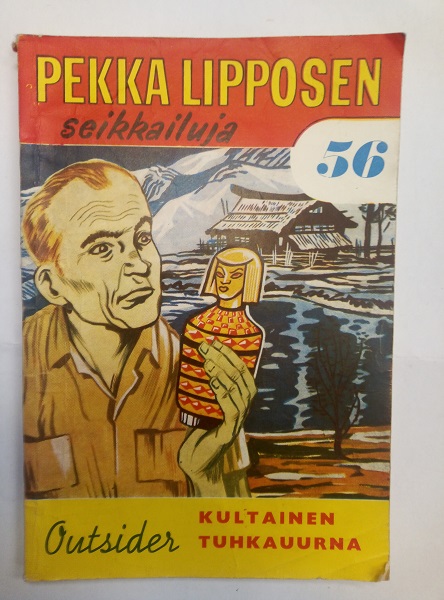 PEKKA LIPPOSEN
seikkailuja
56
Outsider
KULTAINEN
TUHKAUURNA